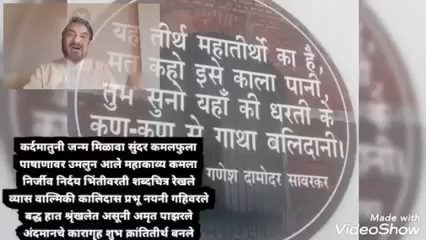 यह तीर्थ महातीर्थों का है,
मत कहो इसे काला पानी,
तुम सुनो यहाँ की धरती के
कण-कण से गाथा बलिदानी।
गणेश दामोदर सावरकर
कर्दमातुनी जन्म मिळावा सुंदर कमलफुला
पाषाणावर उमलुन आले महाकाव्य कमला
निर्जीव निर्दय भिंतीवरती शब्दचित्र रेखले
व्यास वाल्मिकी कालिदास प्रभू नयनी गहिवरले
बद्ध हात श्रृंखलेत असूनी अमृत पाझरले
अंदमानचे कारागृह शुभ क्रांतितीर्थ बनले
Made with
VideoShow